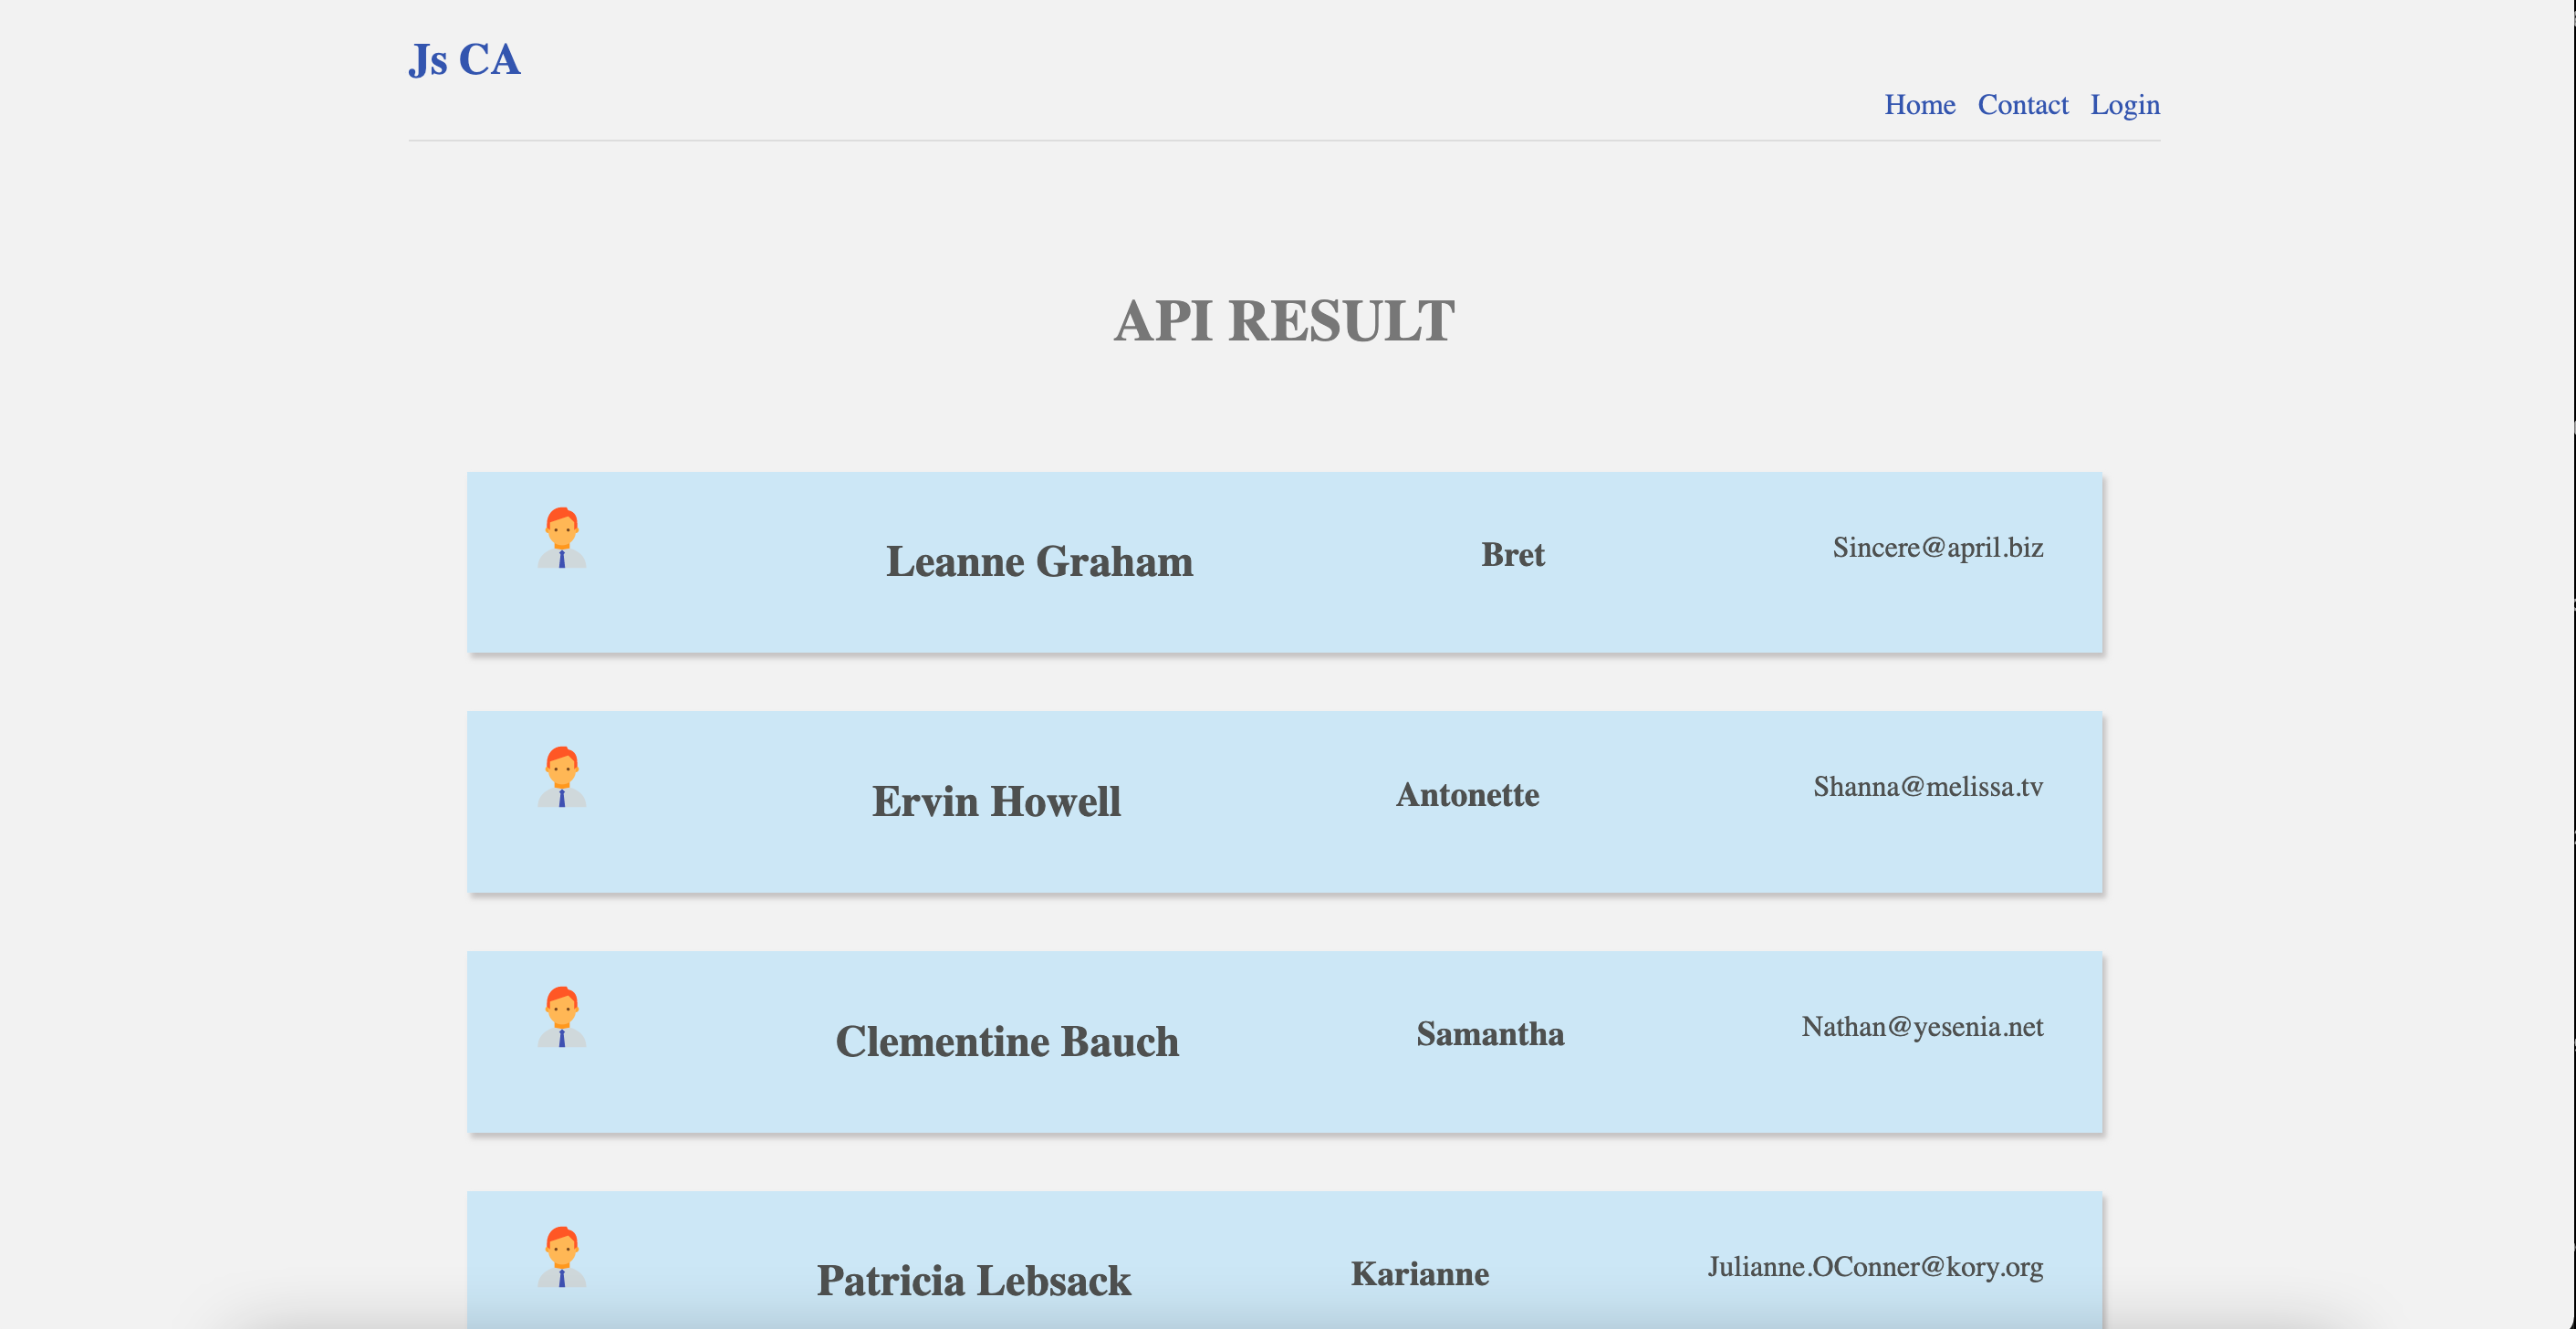 Js CA
Home Contact Login
API RESULT
Leanne Graham Bret Sincere@april.biz
Ervin Howell Antonette Shanna@melissa.tv
Clementine Bauch Samantha Nathan@yesenia.net
Patricia Lebsack Karianne Julianne.OConner@kory.org